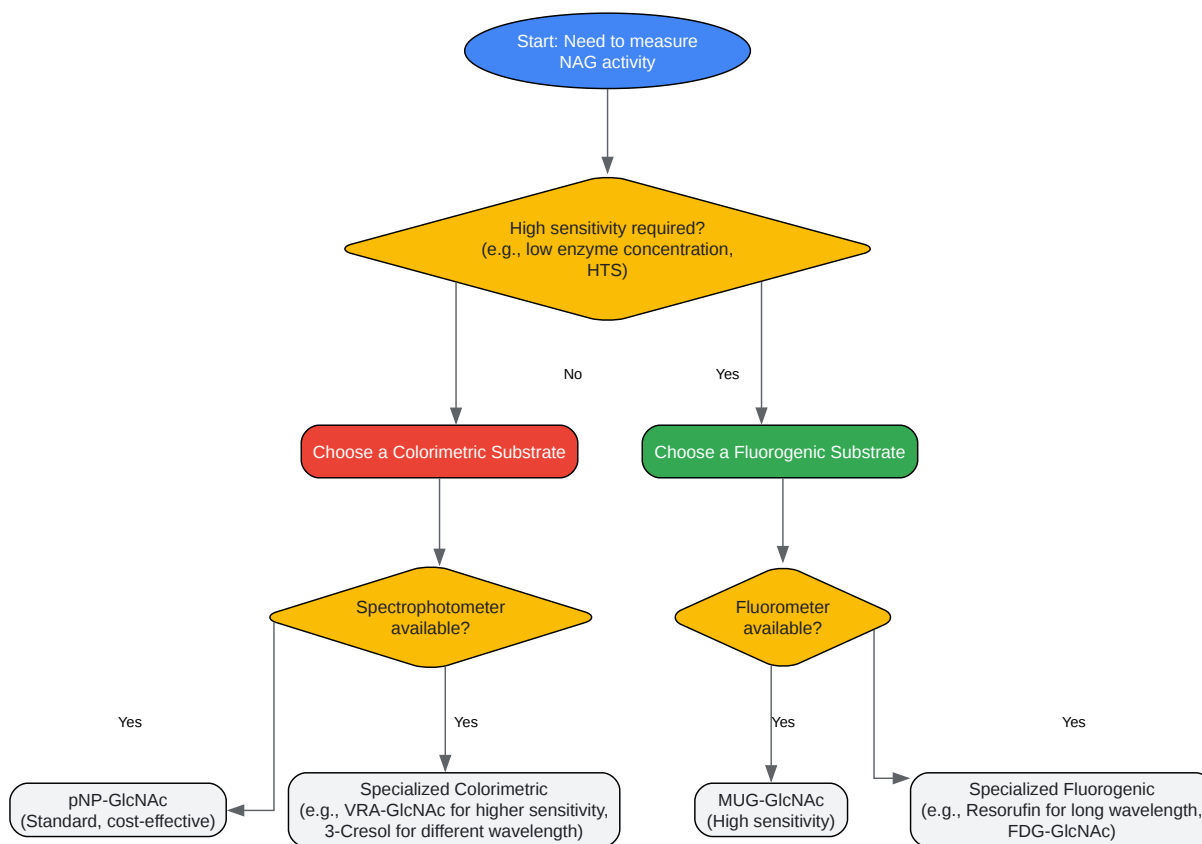 Start: Need to measure
NAG activity
High sensitivity required?
(e.g., low enzyme concentration,
HTS)
No
Yes
Choose a Colorimetric Substrate
Choose a Fluorogenic Substrate
Spectrophotometer
available?
Fluorometer
available?
Yes
Yes
Yes
Yes
pNP-GlcNAc
(Standard, cost-effective)
Specialized Colorimetric
(e.g., VRA-GlcNAc for higher sensitivity,
3-Cresol for different wavelength)
MUG-GlcNAc
(High sensitivity)
Specialized Fluorogenic
(e.g., Resorufin for long wavelength,
FDG-GlcNAc)